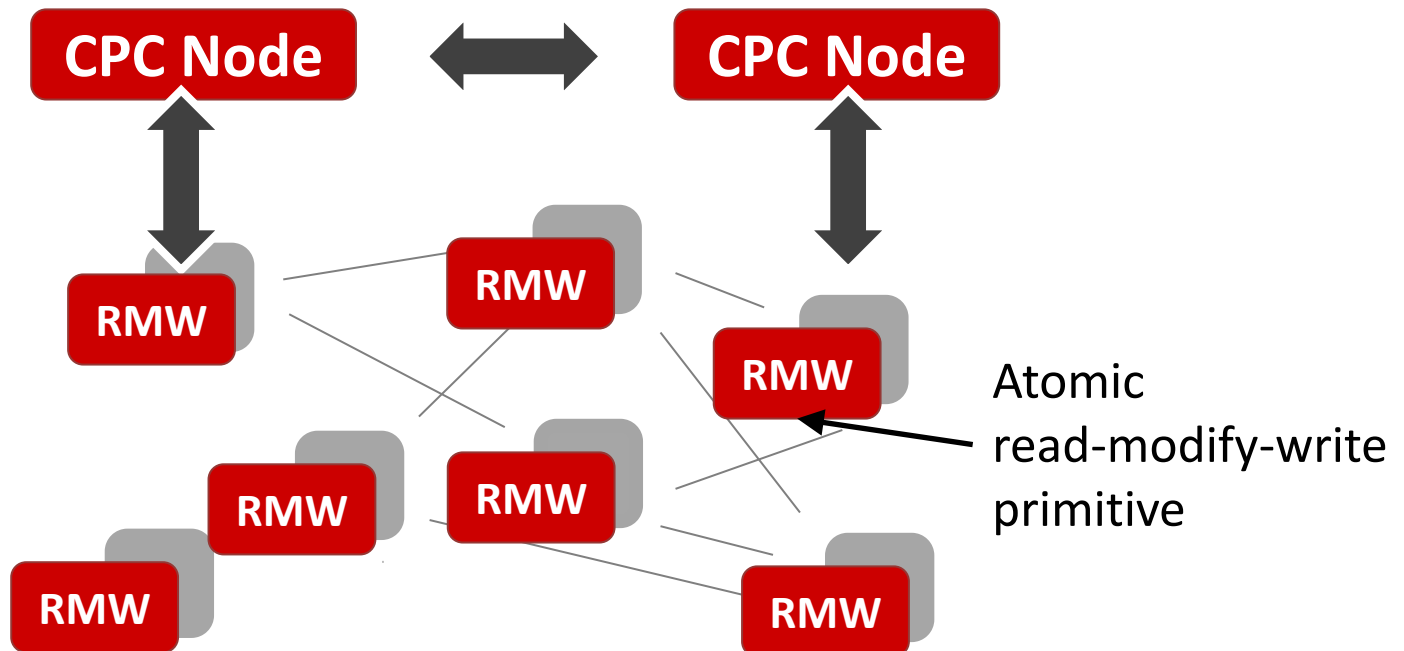 CPC Node
CPC Node
RMW
RMW
RMW
Atomic
read-modify-write
primitive
RMW
RMW
RMW
RMW